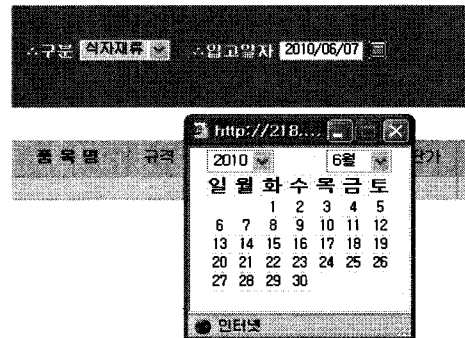 ∴구분 식자재류 ∴입고일자 2010/06/07
http://218....
품 목 명 규격 단가
2010 6월
일 월 화 수 목 금 토
1 2 3 4 5
6 7 8 9 10 11 12
13 14 15 16 17 18 19
20 21 22 23 24 25 26
27 28 29 30
인터넷